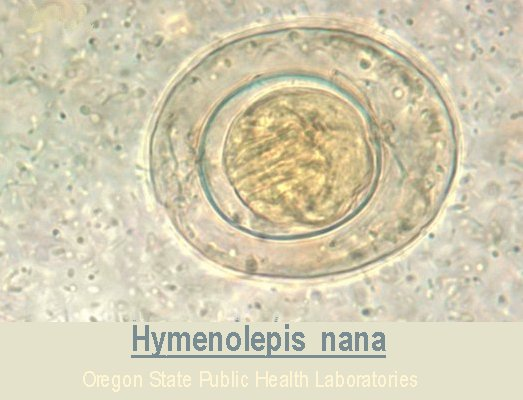 Hymenolepis nana
Oregon State Public Health Laboratories